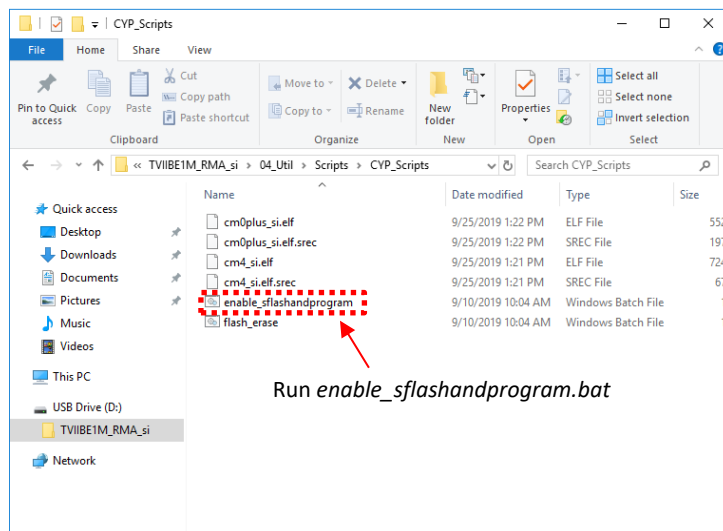 CYP_Scripts
File Home Share View
Pin to Quick access
Copy
Paste
Cut
Copy path
Paste shortcut
Clipboard
Move to
Copy to
Delete
Rename
Organize
New folder
New
Properties
Open
Select all
Select none
Invert selection
Select
« TVIIBE1M_RMA_si > 04_Util > Scripts > CYP_Scripts
Search CYP_Scripts
Name Date modified Type Size
Quick access
Desktop
Downloads
Documents
Pictures
Music
Videos
This PC
USB Drive (D:)
TVIIBE1M_RMA_si
Network
cm0plus_si.elf 9/25/2019 1:22 PM ELF File 552
cm0plus_si.elf.srec 9/25/2019 1:22 PM SREC File 197
cm4_si.elf 9/25/2019 1:21 PM ELF File 724
cm4_si.elf.srec 9/25/2019 1:21 PM SREC File 67
enable_sflashandprogram 9/10/2019 10:04 AM Windows Batch File
flash_erase 9/10/2019 10:04 AM Windows Batch File
Run enable_sflashandprogram.bat